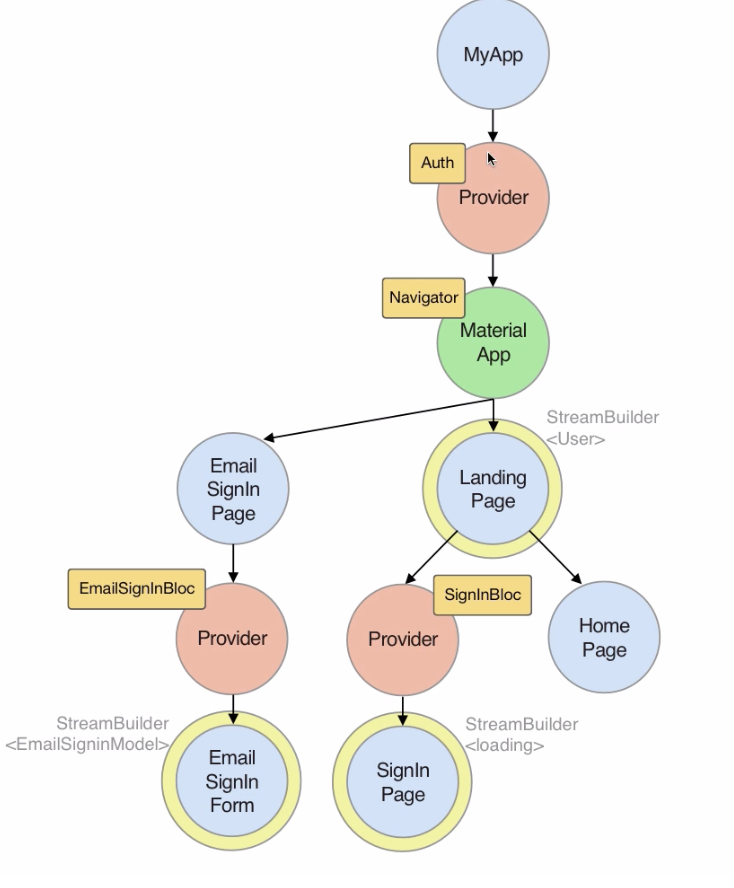 MyApp
Auth
Provider
Navigator
Material
App
StreamBuilder
<User>
Email
SignIn
Page
Landing
Page
EmailSignInBloc
Provider
SignInBloc
Provider
Home
Page
StreamBuilder
<EmailSigninModel>
Email
SignIn
Form
StreamBuilder
<loading>
SignIn
Page